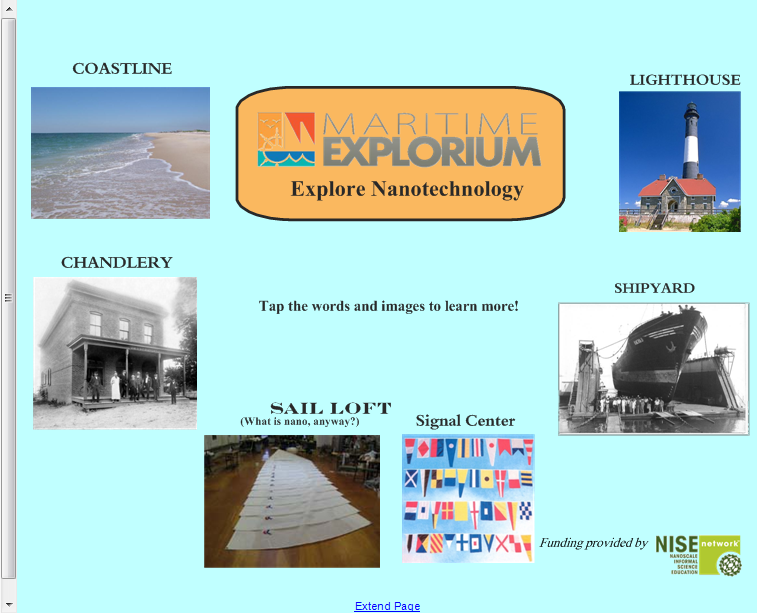 COASTLINE
LIGHTHOUSE
MARITIME
EXPLORIUM
Explore Nanotechnology
CHANDLERY
SHIPYARD
Tap the words and images to learn more!
SAIL LOFT
(What is nano, anyway?)
Signal Center
Funding provided by
NISE network
NANOSCALE
INFORMAL
SCIENCE
EDUCATION
Extend Page